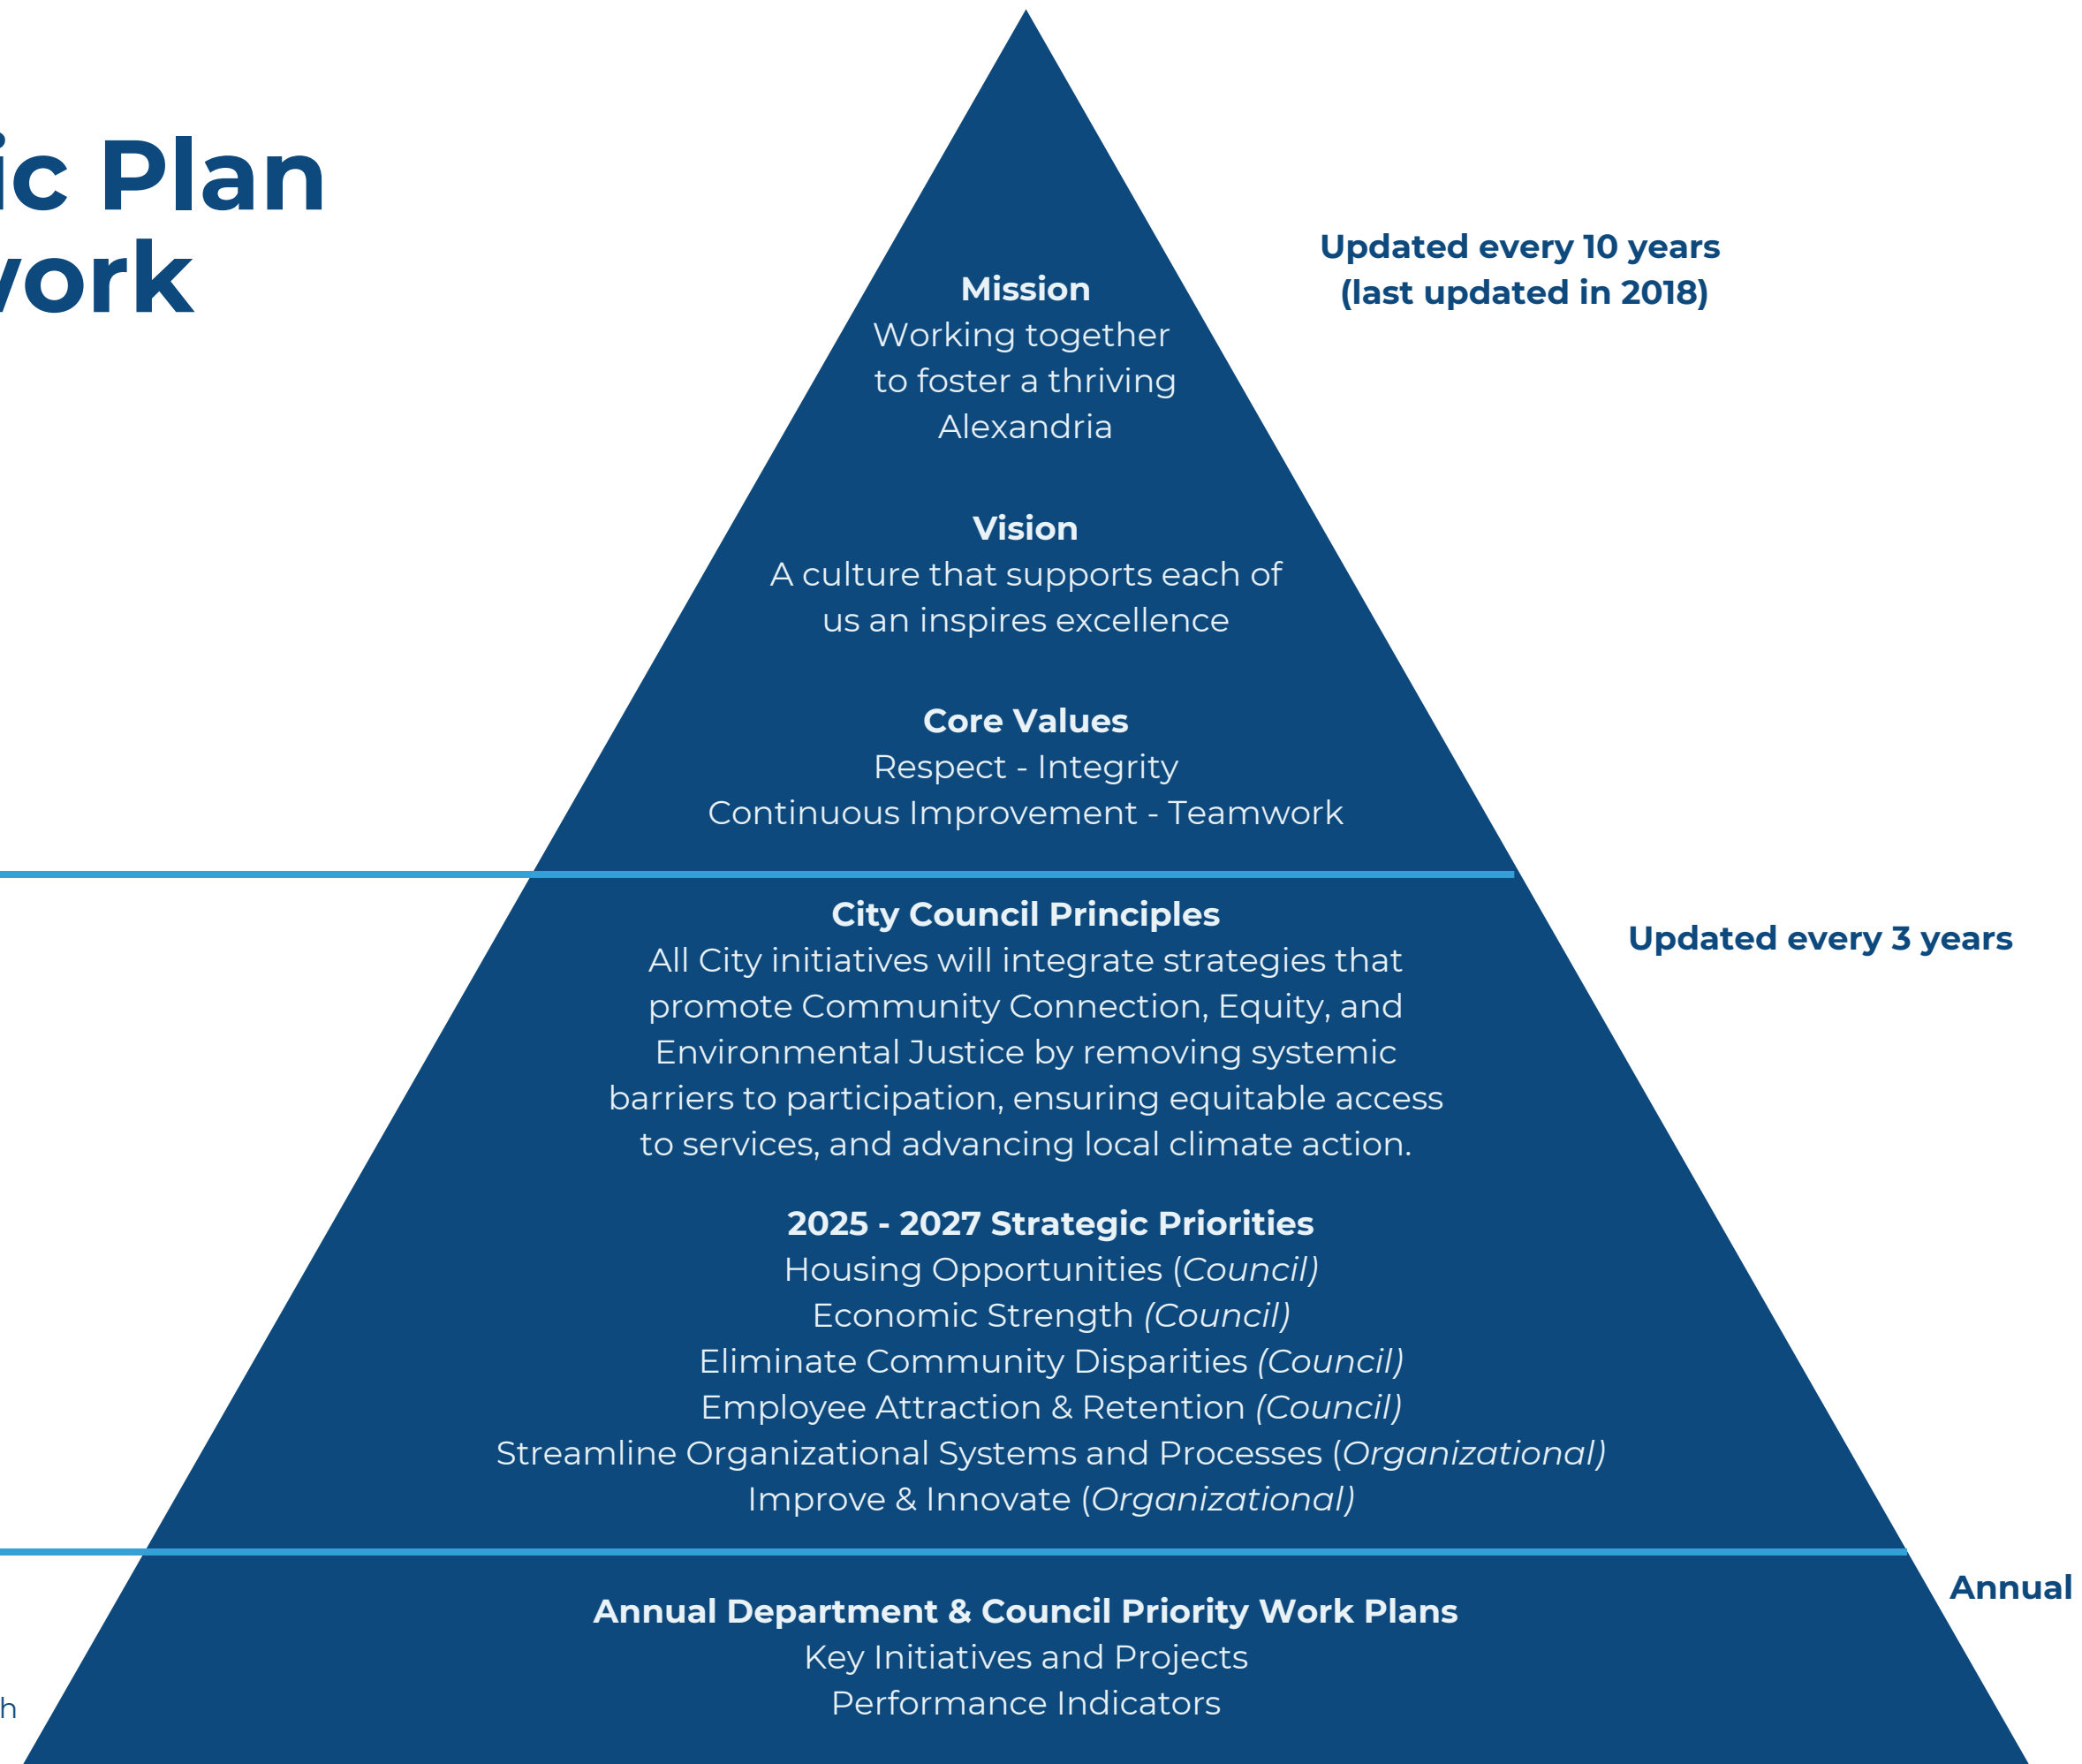 ic Plan
work
Updated every 10 years
(last updated in 2018)
Mission
Working together
to foster a thriving
Alexandria
Vision
A culture that supports each of
us an inspires excellence
Core Values
Respect - Integrity
Continuous Improvement - Teamwork
City Council Principles
Updated every 3 years
All City initiatives will integrate strategies that
promote Community Connection, Equity, and
Environmental Justice by removing systemic
barriers to participation, ensuring equitable access
to services, and advancing local climate action.
2025 - 2027 Strategic Priorities
Housing Opportunities (Council)
Economic Strength (Council)
Eliminate Community Disparities (Council)
Employee Attraction & Retention (Council)
Streamline Organizational Systems and Processes (Organizational)
Improve & Innovate (Organizational)
Annual
Annual Department & Council Priority Work Plans
Key Initiatives and Projects
Performance Indicators
h